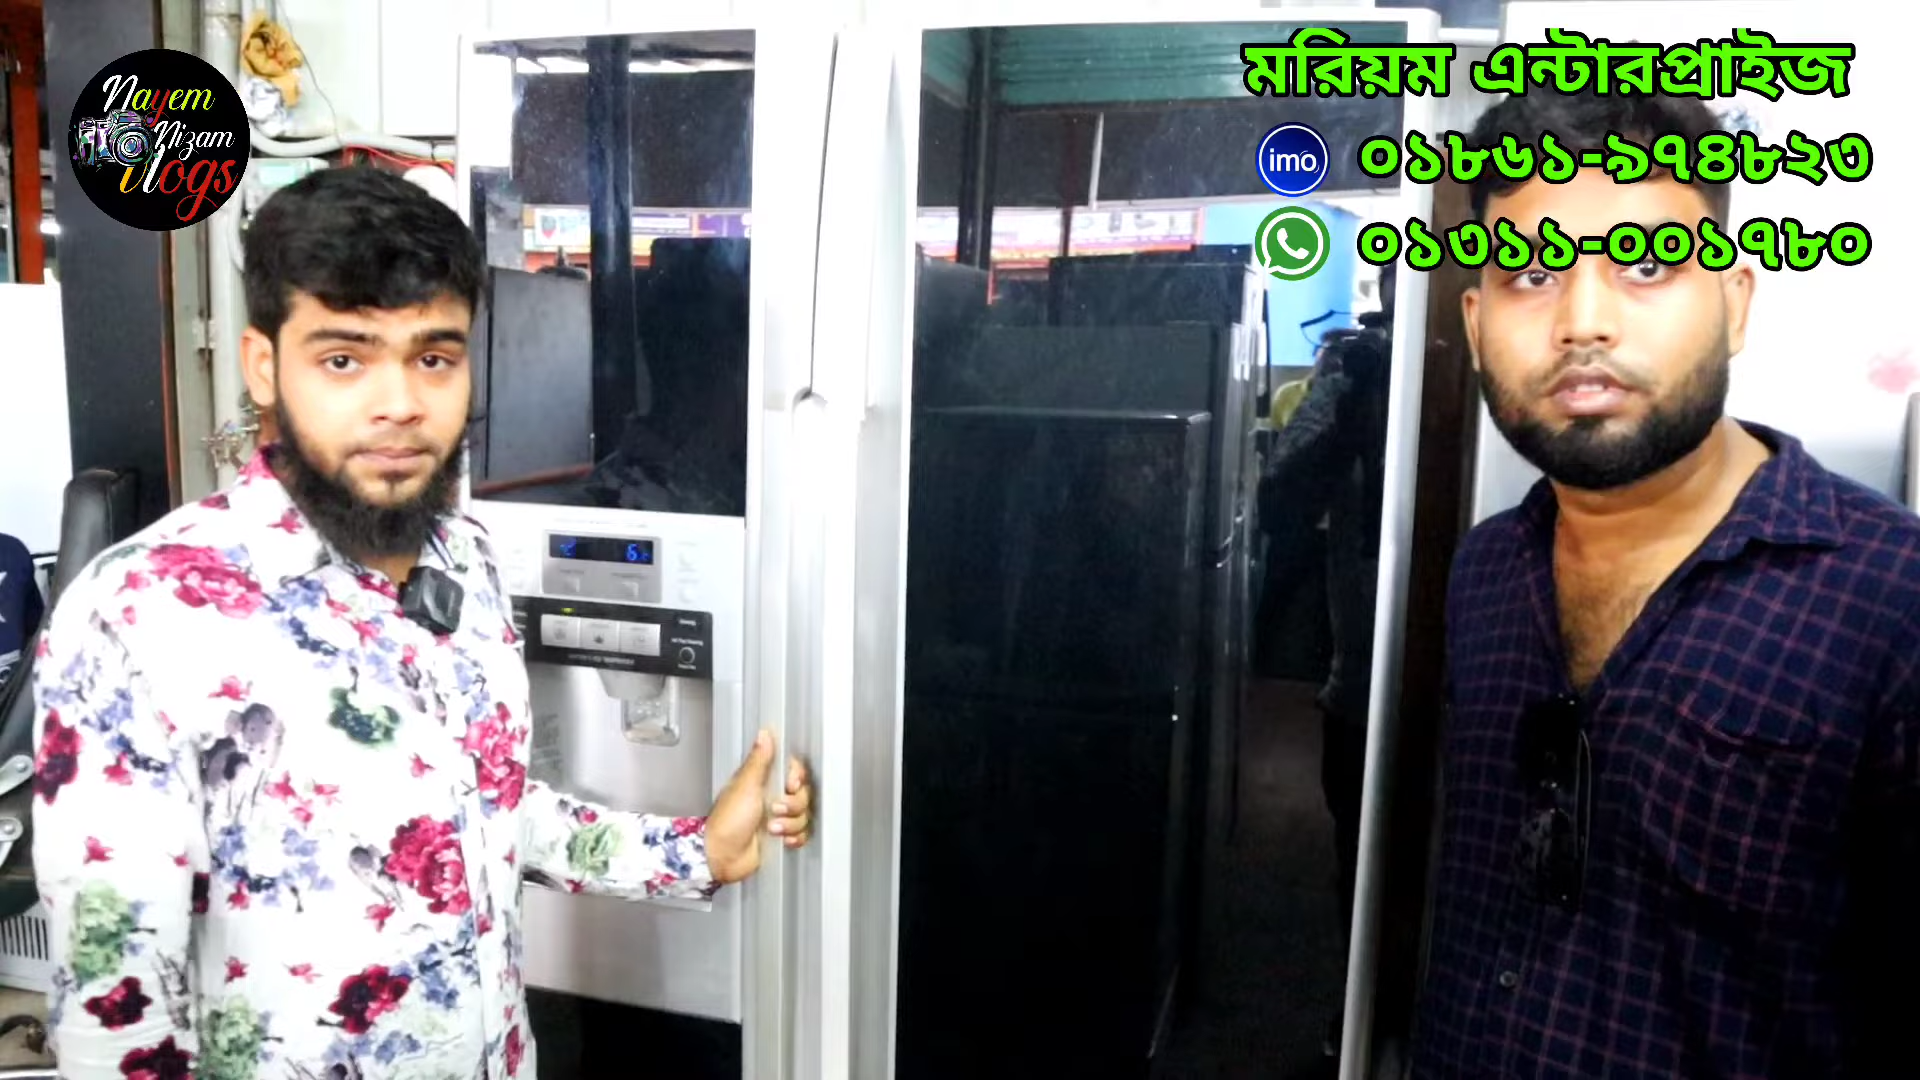 Nayem
Nizam
Vlogs
মরিয়ম এন্টারপ্রাইজ
imo ০১৮৬১-৯৭৪৮২৩
০১৩১১-০০১৭৮০